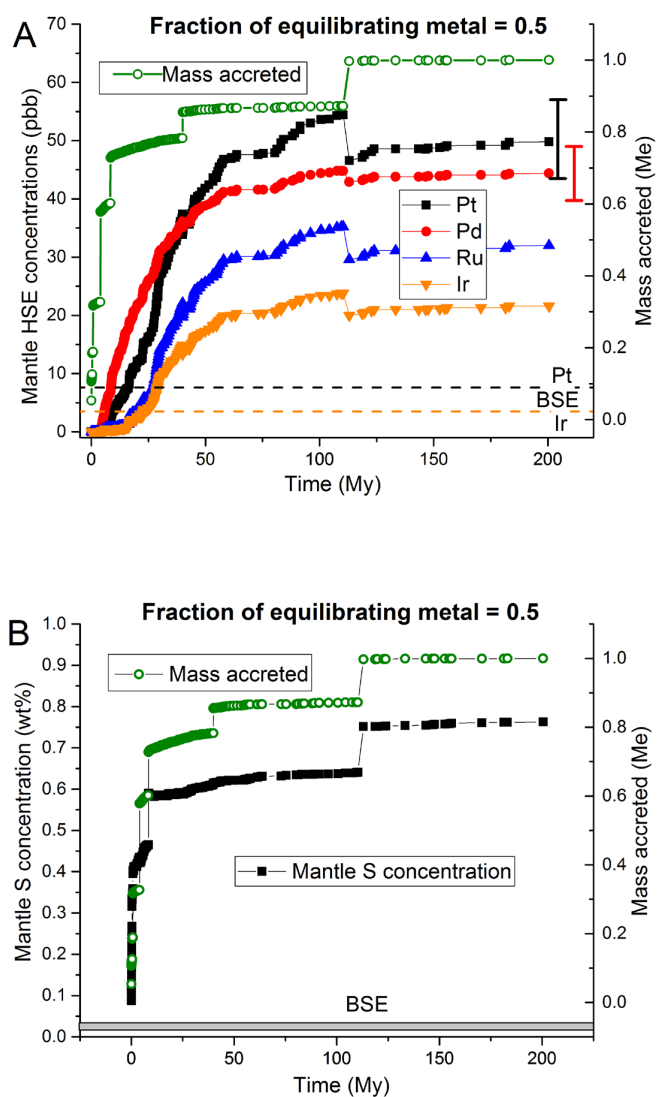 A
Fraction of equilibrating metal = 0.5
Mass accreted
Mantle HSE concentrations (pbb)
70
60
50
40
30
20
10
0
Pt
Pd
Ru
Ir
Pt
BSE
Ir
1.0
0.8
0.6
0.4
0.2
0.0
Mass accreted (Me)
0 50 100 150 200
Time (My)
B
Fraction of equilibrating metal = 0.5
Mass accreted
Mantle S concentration (wt%)
1.0
0.9
0.8
0.7
0.6
0.5
0.4
0.3
0.2
0.1
0.0
Mantle S concentration
BSE
1.0
0.8
0.6
0.4
0.2
0.0
Mass accreted (Me)
0 50 100 150 200
Time (My)